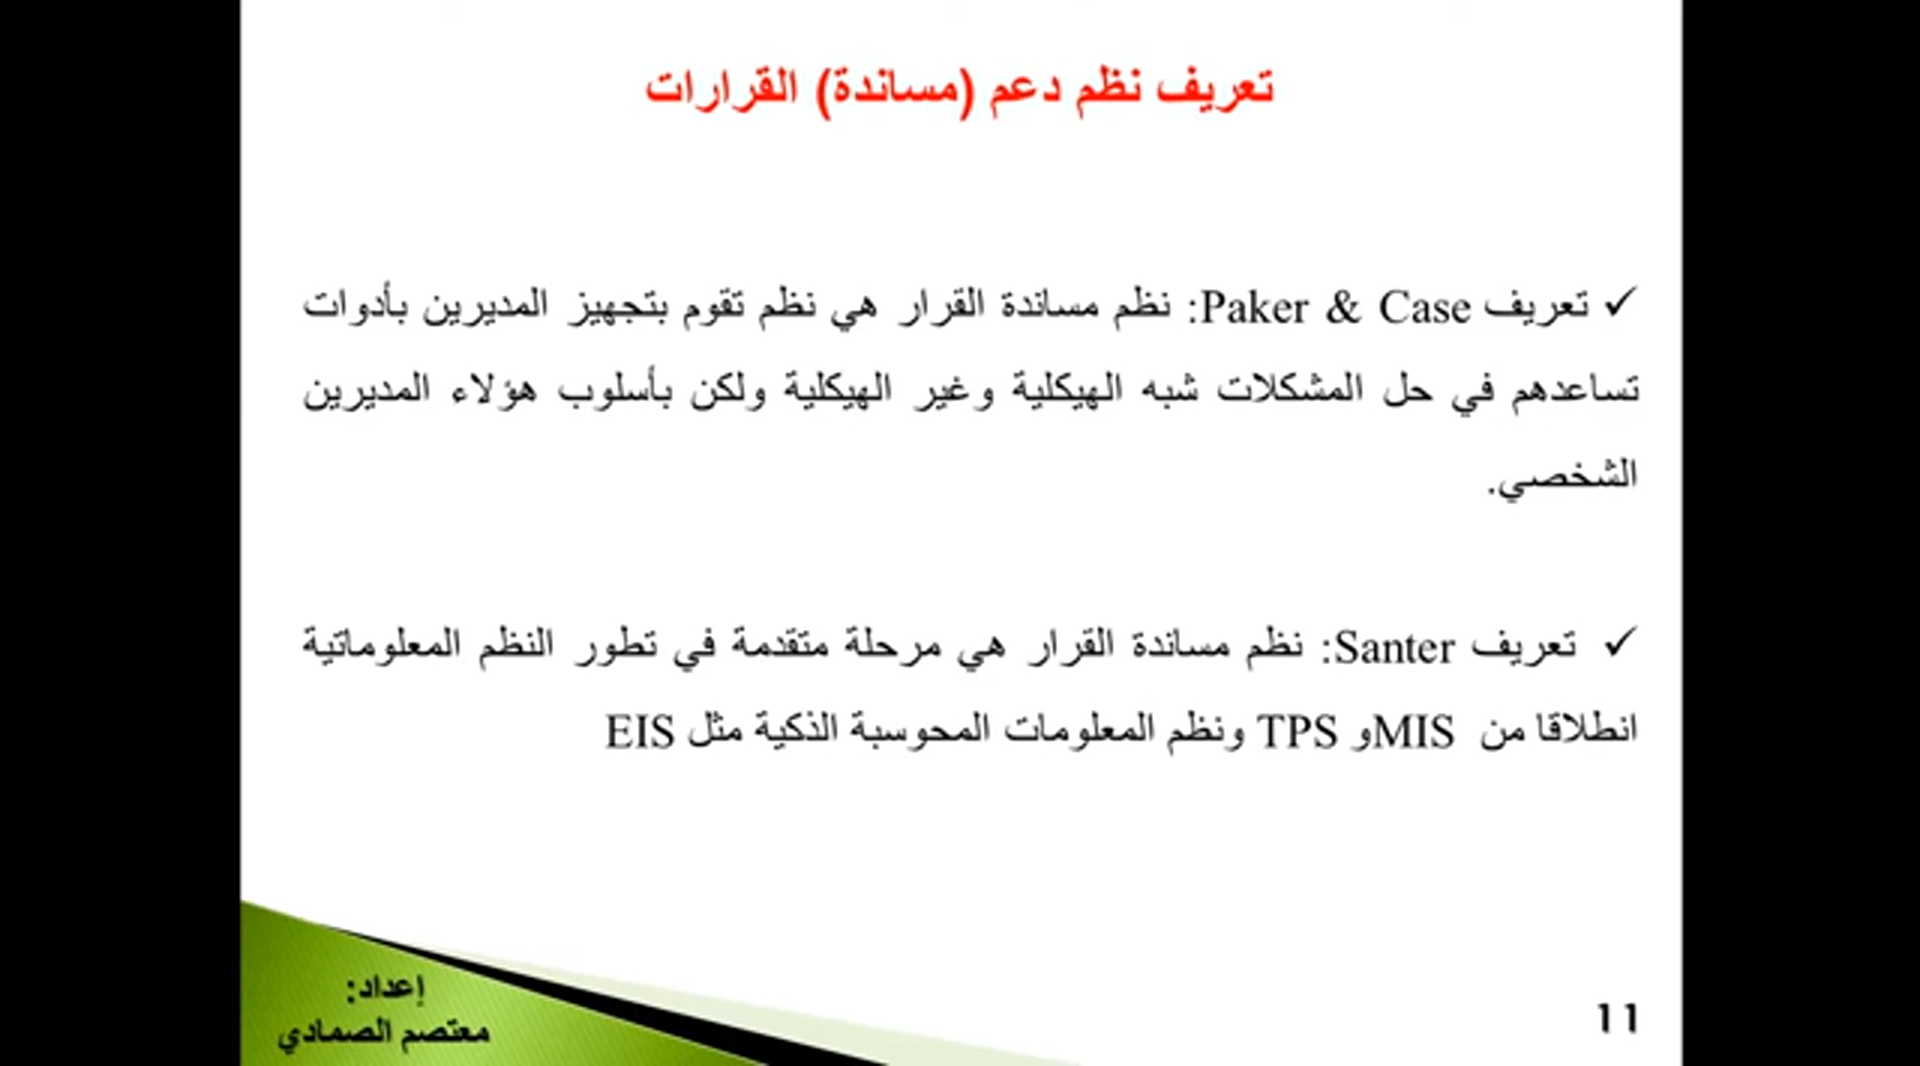 تعريف نظم دعم (مساندة) القرارات
✓ تعريف Paker & Case: نظم مساندة القرار هي نظم تقوم بتجهيز المديرين بأدوات
تساعدهم في حل المشكلات شبه الهيكلية وغير الهيكلية ولكن بأسلوب هؤلاء المديرين
الشخصي.
✓ تعريف Santer: نظم مساندة القرار هي مرحلة متقدمة في تطور النظم المعلوماتية
انطلاقا من MIS و TPS ونظم المعلومات المحوسبة الذكية مثل EIS
إعداد:
معتصم الصمادي
11